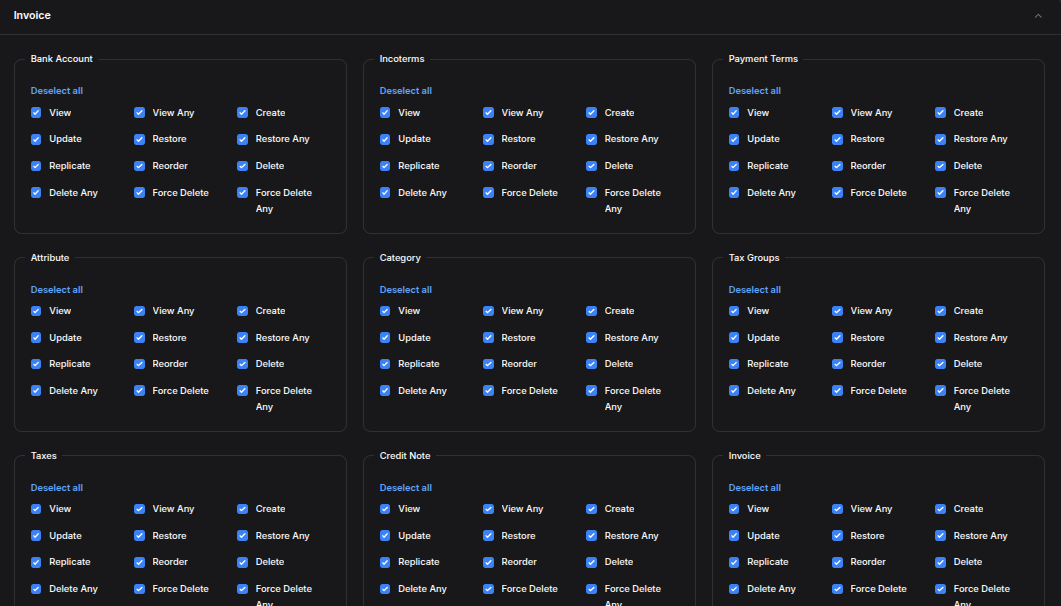 Invoice
Bank Account
Deselect all
View
View Any
Create
Update
Restore
Restore Any
Replicate
Reorder
Delete
Delete Any
Force Delete
Force Delete
Any
Incoterms
Deselect all
View
View Any
Create
Update
Restore
Restore Any
Replicate
Reorder
Delete
Delete Any
Force Delete
Force Delete
Any
Payment Terms
Deselect all
View
View Any
Create
Update
Restore
Restore Any
Replicate
Reorder
Delete
Delete Any
Force Delete
Force Delete
Any
Attribute
Deselect all
View
View Any
Create
Update
Restore
Restore Any
Replicate
Reorder
Delete
Delete Any
Force Delete
Force Delete
Any
Category
Deselect all
View
View Any
Create
Update
Restore
Restore Any
Replicate
Reorder
Delete
Delete Any
Force Delete
Force Delete
Any
Tax Groups
Deselect all
View
View Any
Create
Update
Restore
Restore Any
Replicate
Reorder
Delete
Delete Any
Force Delete
Force Delete
Any
Taxes
Deselect all
View
View Any
Create
Update
Restore
Restore Any
Replicate
Reorder
Delete
Delete Any
Force Delete
Force Delete
Any
Credit Note
Deselect all
View
View Any
Create
Update
Restore
Restore Any
Replicate
Reorder
Delete
Delete Any
Force Delete
Force Delete
Any
Invoice
Deselect all
View
View Any
Create
Update
Restore
Restore Any
Replicate
Reorder
Delete
Delete Any
Force Delete
Force Delete
Any